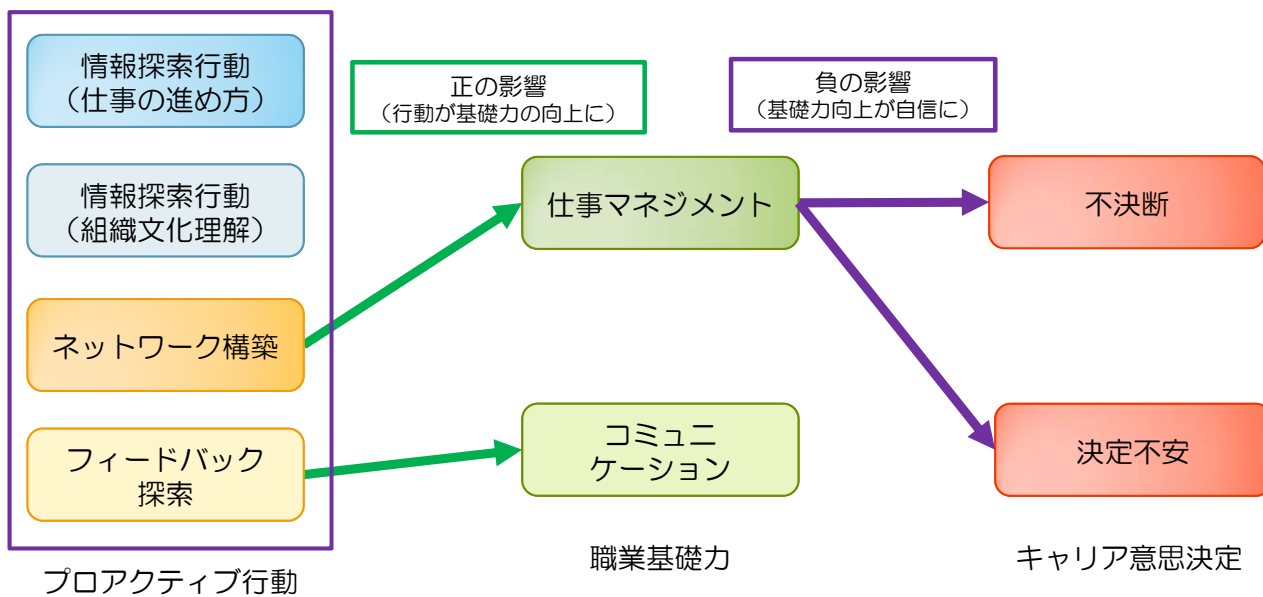 情報探索行動
（仕事の進め方）
情報探索行動
（組織文化理解）
ネットワーク構築
フィードバック
探索
プロアクティブ行動
正の影響
（行動が基礎力の向上に）
仕事マネジメント
コミュニ
ケーション
職業基礎力
負の影響
（基礎力向上が自信に）
不決断
決定不安
キャリア意思決定